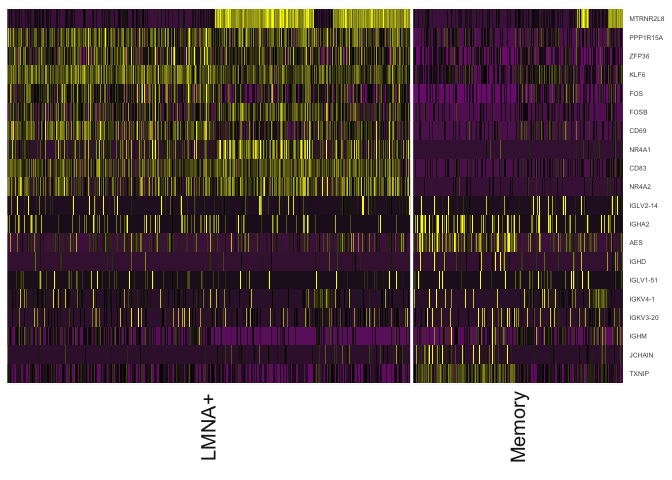 MTRNR2L8
PPP1R15A
ZFP36
KLF6
FOS
FOSB
CD69
NR4A1
CD83
NR4A2
IGLV2-14
IGHA2
AES
IGHD
IGLV1-51
IGKV4-1
IGKV3-20
IGHM
JCHAIN
TXNIP
LMNA+
Memory